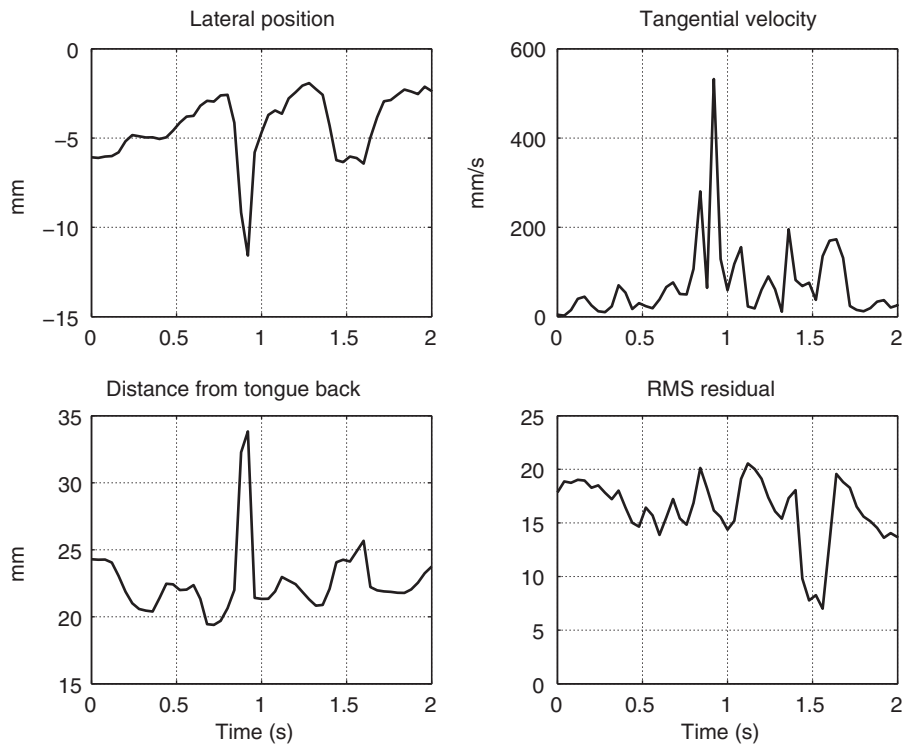 Lateral position
0
−5
−10
−15
mm
0 0.5 1 1.5 2
Tangential velocity
600
400
200
0
mm/s
0 0.5 1 1.5 2
Distance from tongue back
35
30
25
20
15
mm
0 0.5 1 1.5 2
Time (s)
RMS residual
25
20
15
10
5
0
0 0.5 1 1.5 2
Time (s)